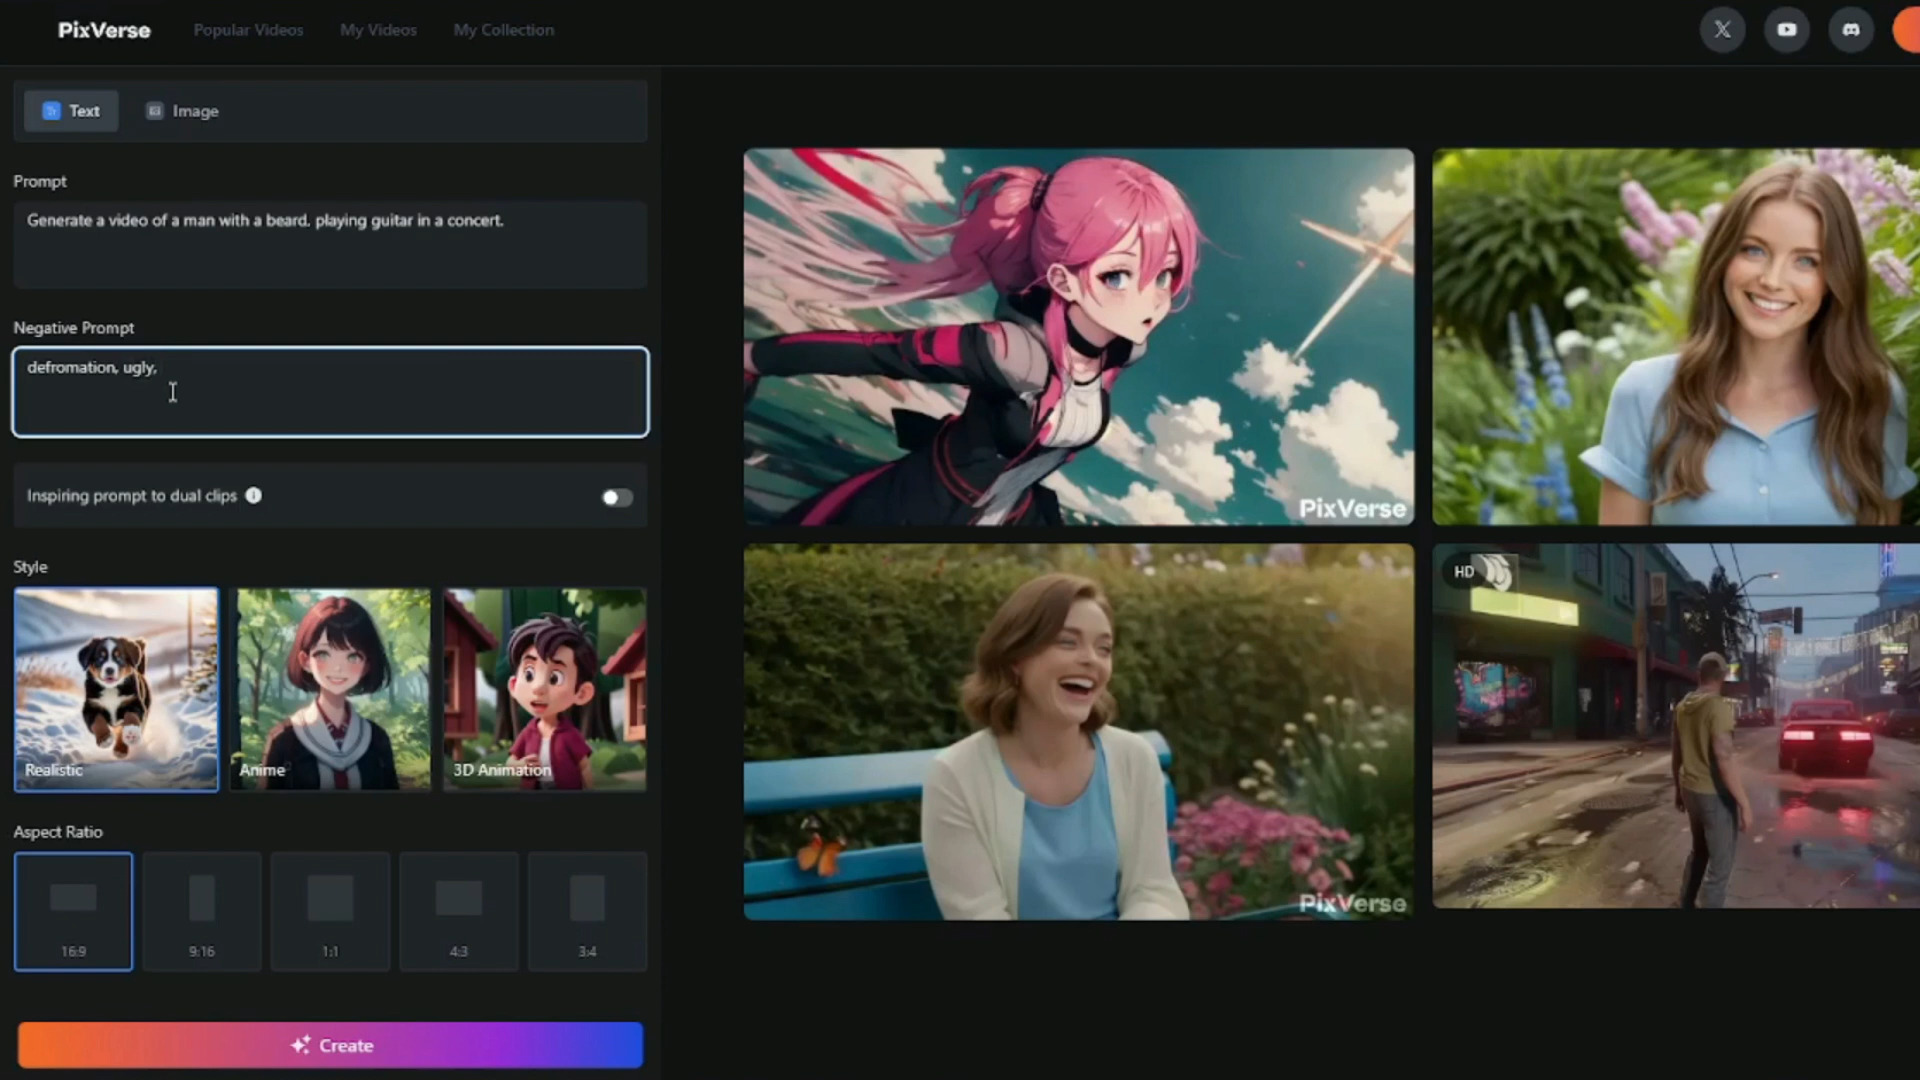 PixVerse Popular Videos My Videos My Collection
Text Image
Prompt
Generate a video of a man with a beard. playing guitar in a concert.
Negative Prompt
defromation, ugly,
Inspiring prompt to dual clips
Style
Realistic Anime 3D Animation
Aspect Ratio
16:9 9:16 1:1 4:3 3:4
Create
PixVerse
PixVerse
HD